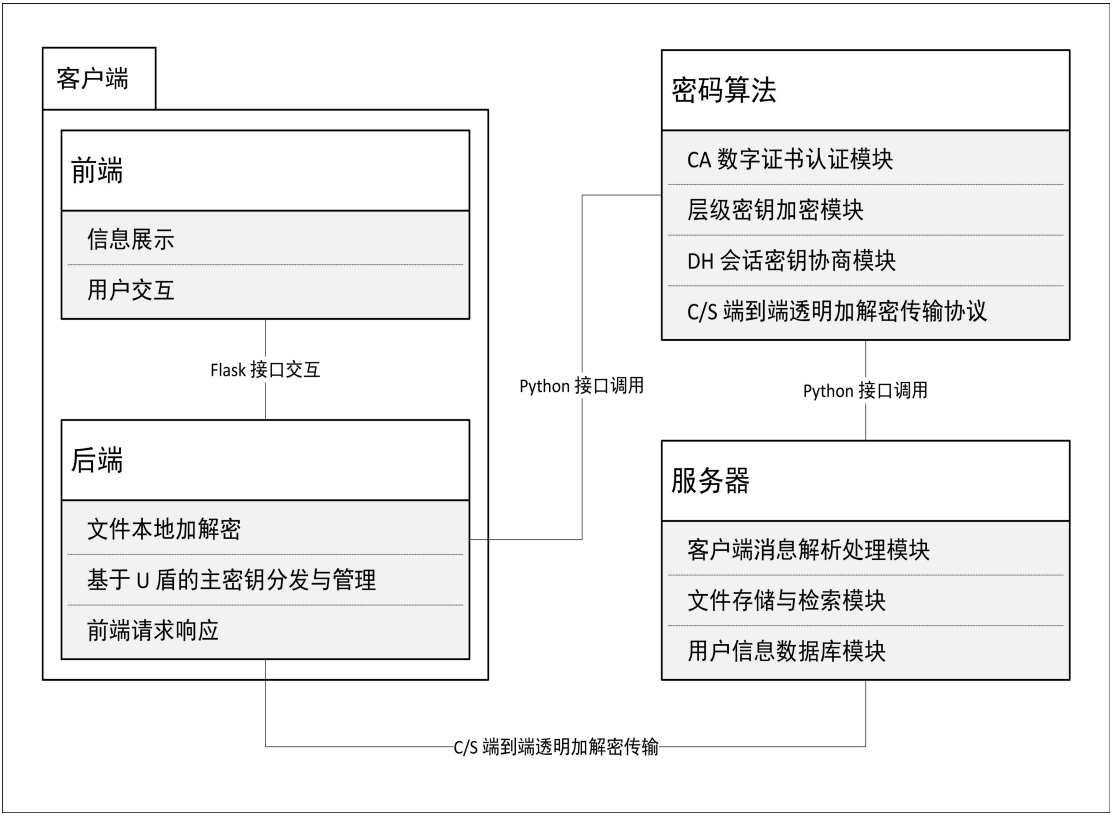 客户端
前端
信息展示
用户交互
Flask 接口交互
后端
文件本地加解密
基于 U 盾的主密钥分发与管理
前端请求响应
Python 接口调用
密码算法
CA 数字证书认证模块
层级密钥加密模块
DH 会话密钥协商模块
C/S 端到端透明加解密传输协议
Python 接口调用
服务器
客户端消息解析处理模块
文件存储与检索模块
用户信息数据库模块
C/S 端到端透明加解密传输